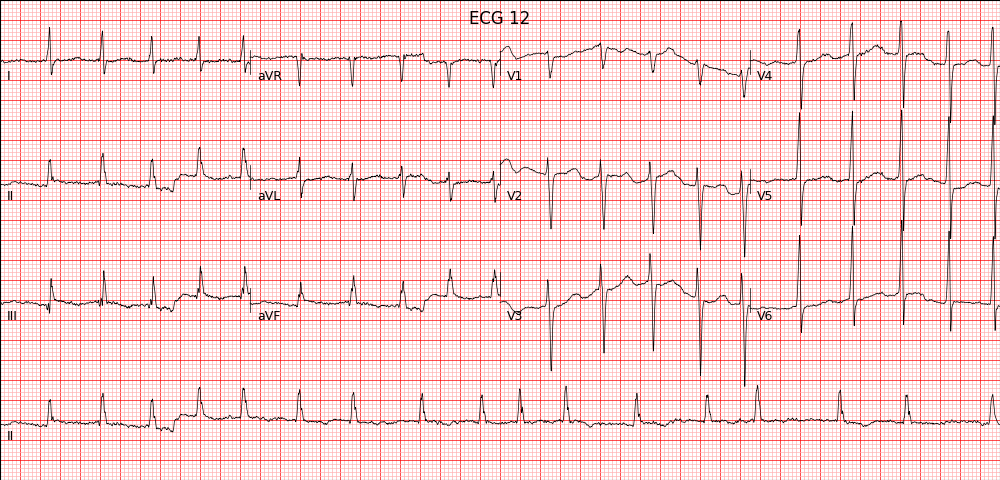 ECG 12
I aVR V1 V4
II aVL V2 V5
III aVF V3 V6
II